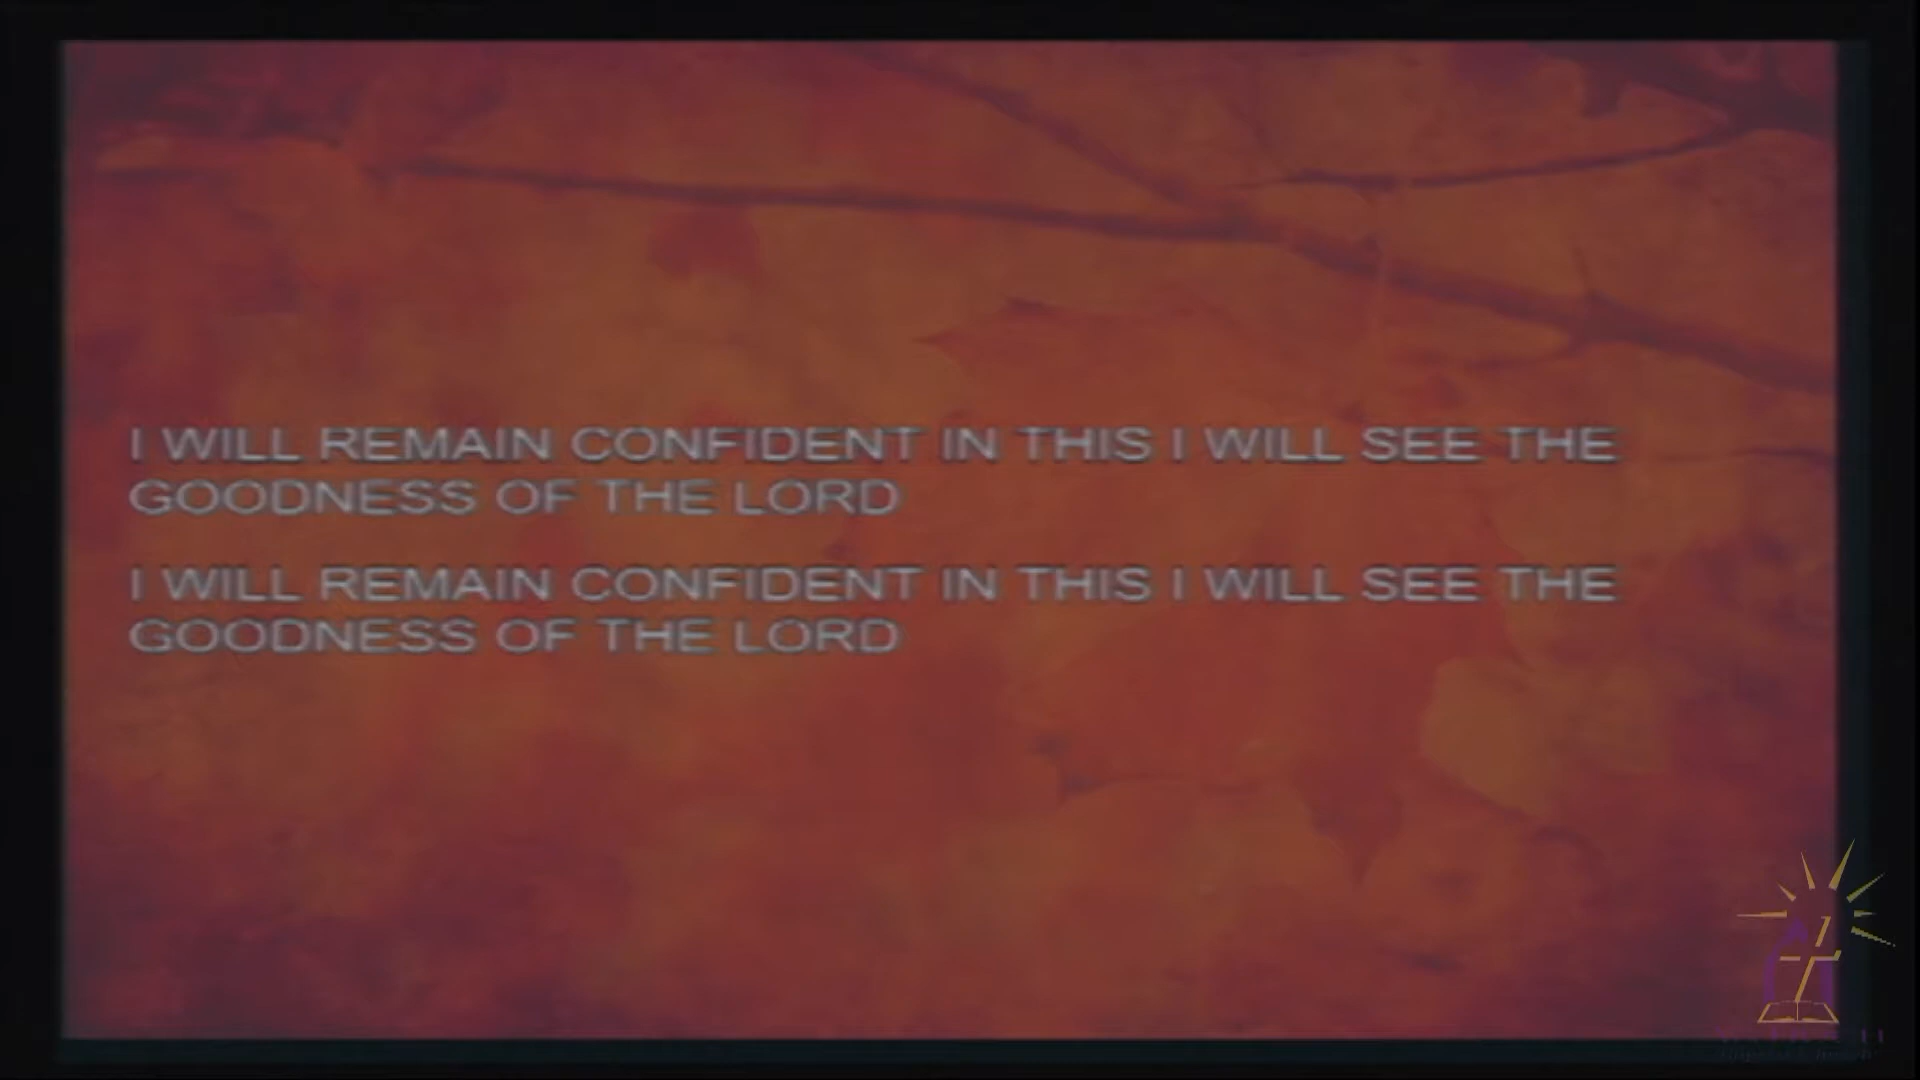 I WILL REMAIN CONFIDENT IN THIS I WILL SEE THE
GOODNESS OF THE LORD
I WILL REMAIN CONFIDENT IN THIS I WILL SEE THE
GOODNESS OF THE LORD